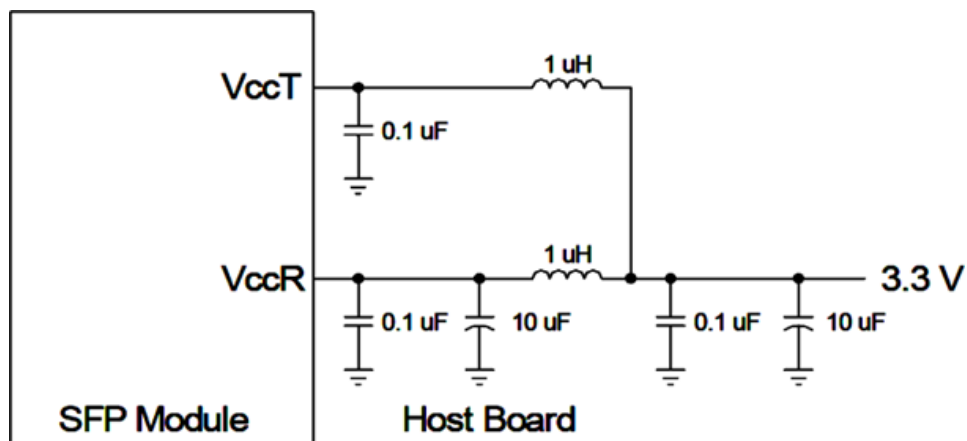 1 uH
VccT
0.1 uF
1 uH
VccR
3.3 V
0.1 uF
10 uF
0.1 uF
10 uF
SFP Module
Host Board